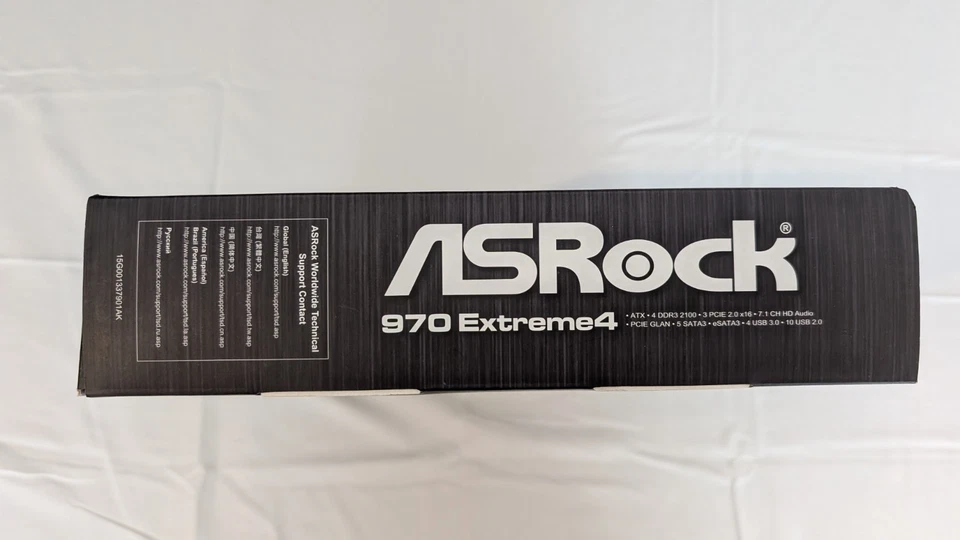 ASRock®
970 Extreme4
• ATX • 4 DDR3 2100 • 3 PCIE 2.0 x16 • 7.1 CH HD Audio
• PCIE GLAN • 5 SATA3 • eSATA3 • 4 USB 3.0 • 10 USB 2.0
ASRock Worldwide Technical
Support Contact
Global (English)
http://www.asrock.com/support/tsd.asp
台灣 (繁體中文)
http://www.asrock.com/support/tsd.tw.asp
中国 (简体中文)
http://www.asrock.com/support/tsd.cn.asp
America (Español)
Brazil (Portugues)
http://www.asrock.com/support/tsd.la.asp
Русский
http://www.asrock.com/support/tsd.ru.asp
15G001337901AK